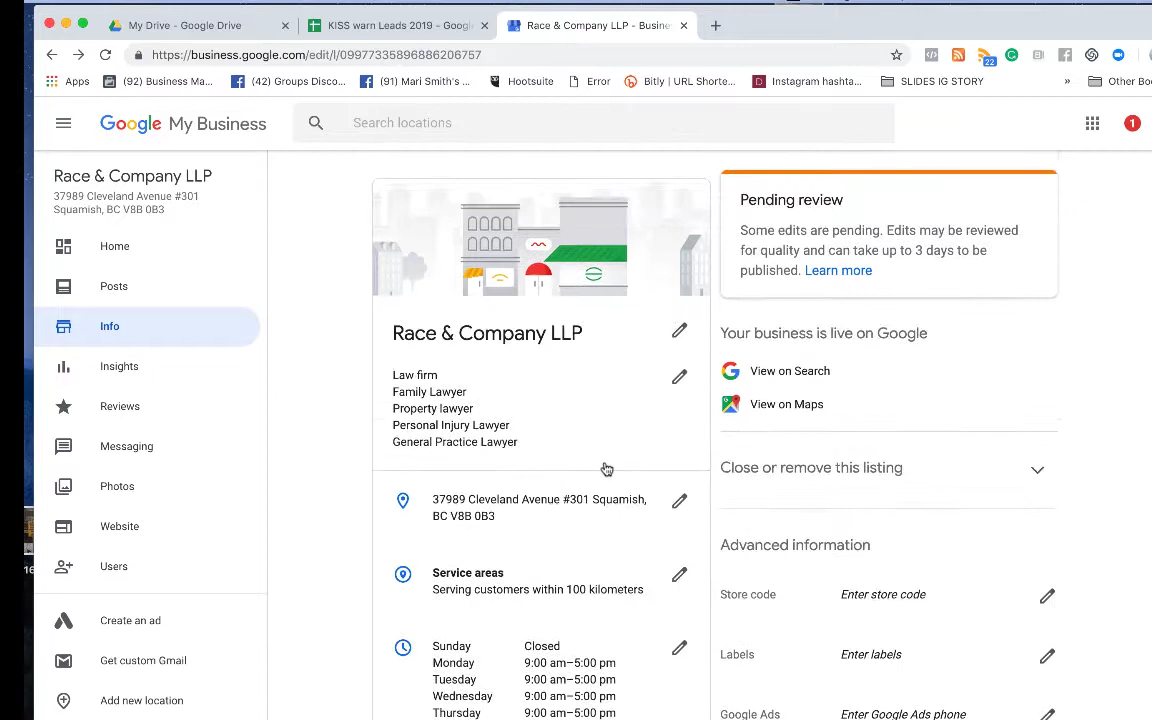 My Drive - Google Drive
KISS warn Leads 2019 - Google
Race & Company LLP - Busine
https://business.google.com/edit/l/09977335896886206757
22
Apps
(92) Business Ma...
(42) Groups Disco...
(91) Mari Smith's ...
Hootsuite
Error
Bitly | URL Shorte...
Instagram hashta...
SLIDES IG STORY
»
Other Boo
Google My Business
Search locations
1
Race & Company LLP
37989 Cleveland Avenue #301
Squamish, BC V8B 0B3
Home
Posts
Info
Insights
Reviews
Messaging
Photos
Website
Users
Create an ad
Get custom Gmail
Add new location
Race & Company LLP
Law firm
Family Lawyer
Property lawyer
Personal Injury Lawyer
General Practice Lawyer
37989 Cleveland Avenue #301 Squamish,
BC V8B 0B3
Service areas
Serving customers within 100 kilometers
Sunday Closed
Monday 9:00 am–5:00 pm
Tuesday 9:00 am–5:00 pm
Wednesday 9:00 am–5:00 pm
Thursday 9:00 am–5:00 pm
Pending review
Some edits are pending. Edits may be reviewed
for quality and can take up to 3 days to be
published. Learn more
Your business is live on Google
View on Search
View on Maps
Close or remove this listing
Advanced information
Store code Enter store code
Labels Enter labels
Google Ads Enter Google Ads phone